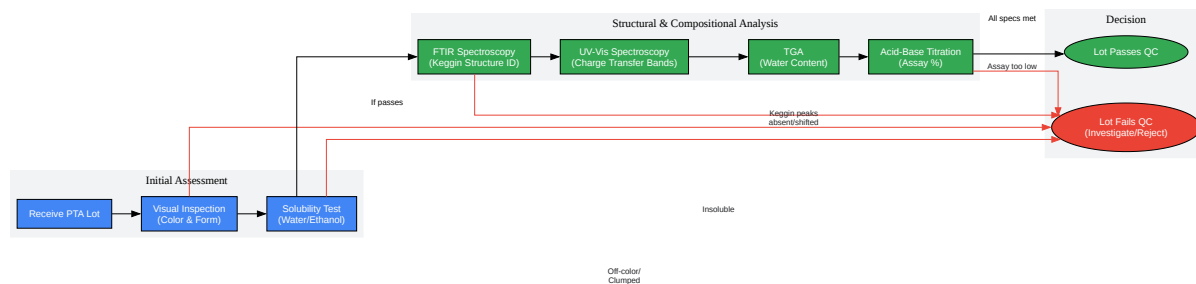 Structural & Compositional Analysis
All specs met
Decision
FTIR Spectroscopy
(Keggin Structure ID)
UV-Vis Spectroscopy
(Charge Transfer Bands)
TGA
(Water Content)
Acid-Base Titration
(Assay %)
Lot Passes QC
Assay too low
If passes
Keggin peaks
absent/shifted
Lot Fails QC
(Investigate/Reject)
Initial Assessment
Receive PTA Lot
Visual Inspection
(Color & Form)
Solubility Test
(Water/Ethanol)
Insoluble
Off-color/
Clumped